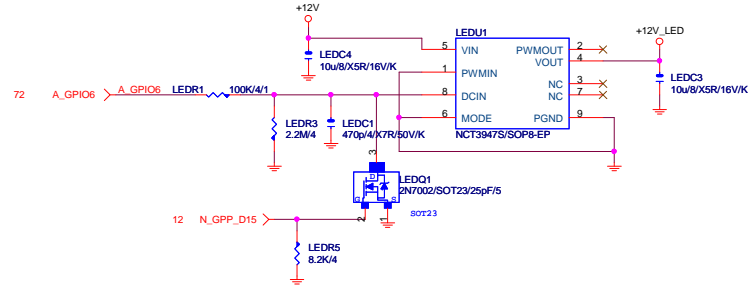 +12V
+12V_LED
LEDU1
LEDC4
10u/8/X5R/16V/K
5 VIN
PWMOUT 2
VOUT 4
1 PWMIN
LEDC3
10u/8/X5R/16V/K
NC 3
NC 7
72 A_GPIO6 A_GPIO6 LEDR1 100K/4/1
8 DCIN
6 MODE
PGND 9
NCT3947S/SOP8-EP
LEDR3
2.2M/4
LEDC1
470p/4/X7R/50V/K
3
D
G
S
LEDQ1
2N7002/SOT23/25pF/5
SOT23
2
1
12 N_GPP_D15
LEDR5
8.2K/4